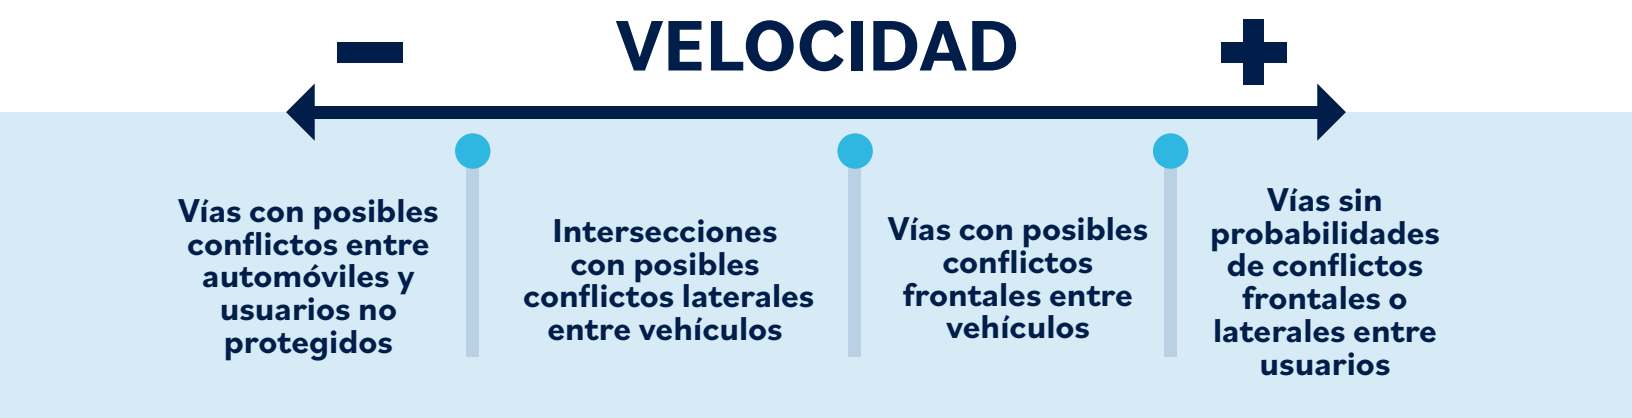 VELOCIDAD
Vías con posibles
conflictos entre
automóviles y
usuarios no
protegidos
Intersecciones
con posibles
conflictos laterales
entre vehículos
Vías con posibles
conflictos
frontales entre
vehículos
Vías sin
probabilidades
de conflictos
frontales o
laterales entre
usuarios